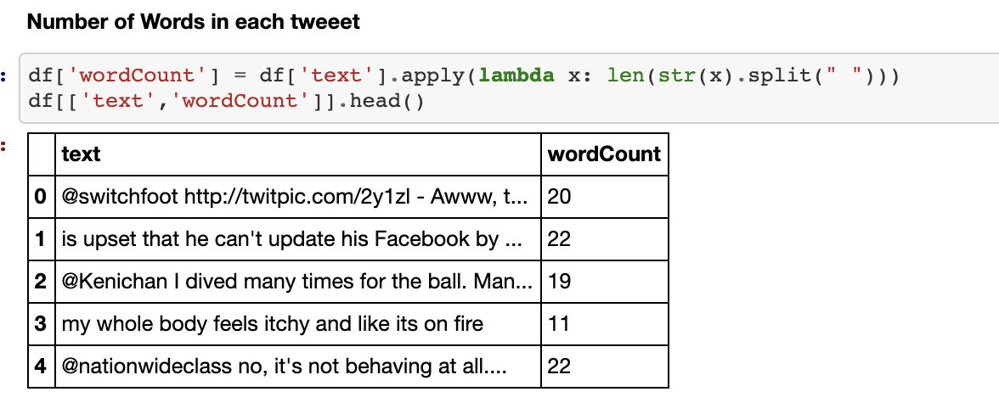 Number of Words in each tweeet
: df['wordCount'] = df['text'].apply(lambda x: len(str(x).split(" ")))
df[['text','wordCount']].head()
: text wordCount
0 @switchfoot http://twitpic.com/2y1zl - Awww, t... 20
1 is upset that he can't update his Facebook by ... 22
2 @Kenichan I dived many times for the ball. Man... 19
3 my whole body feels itchy and like its on fire 11
4 @nationwideclass no, it's not behaving at all.... 22